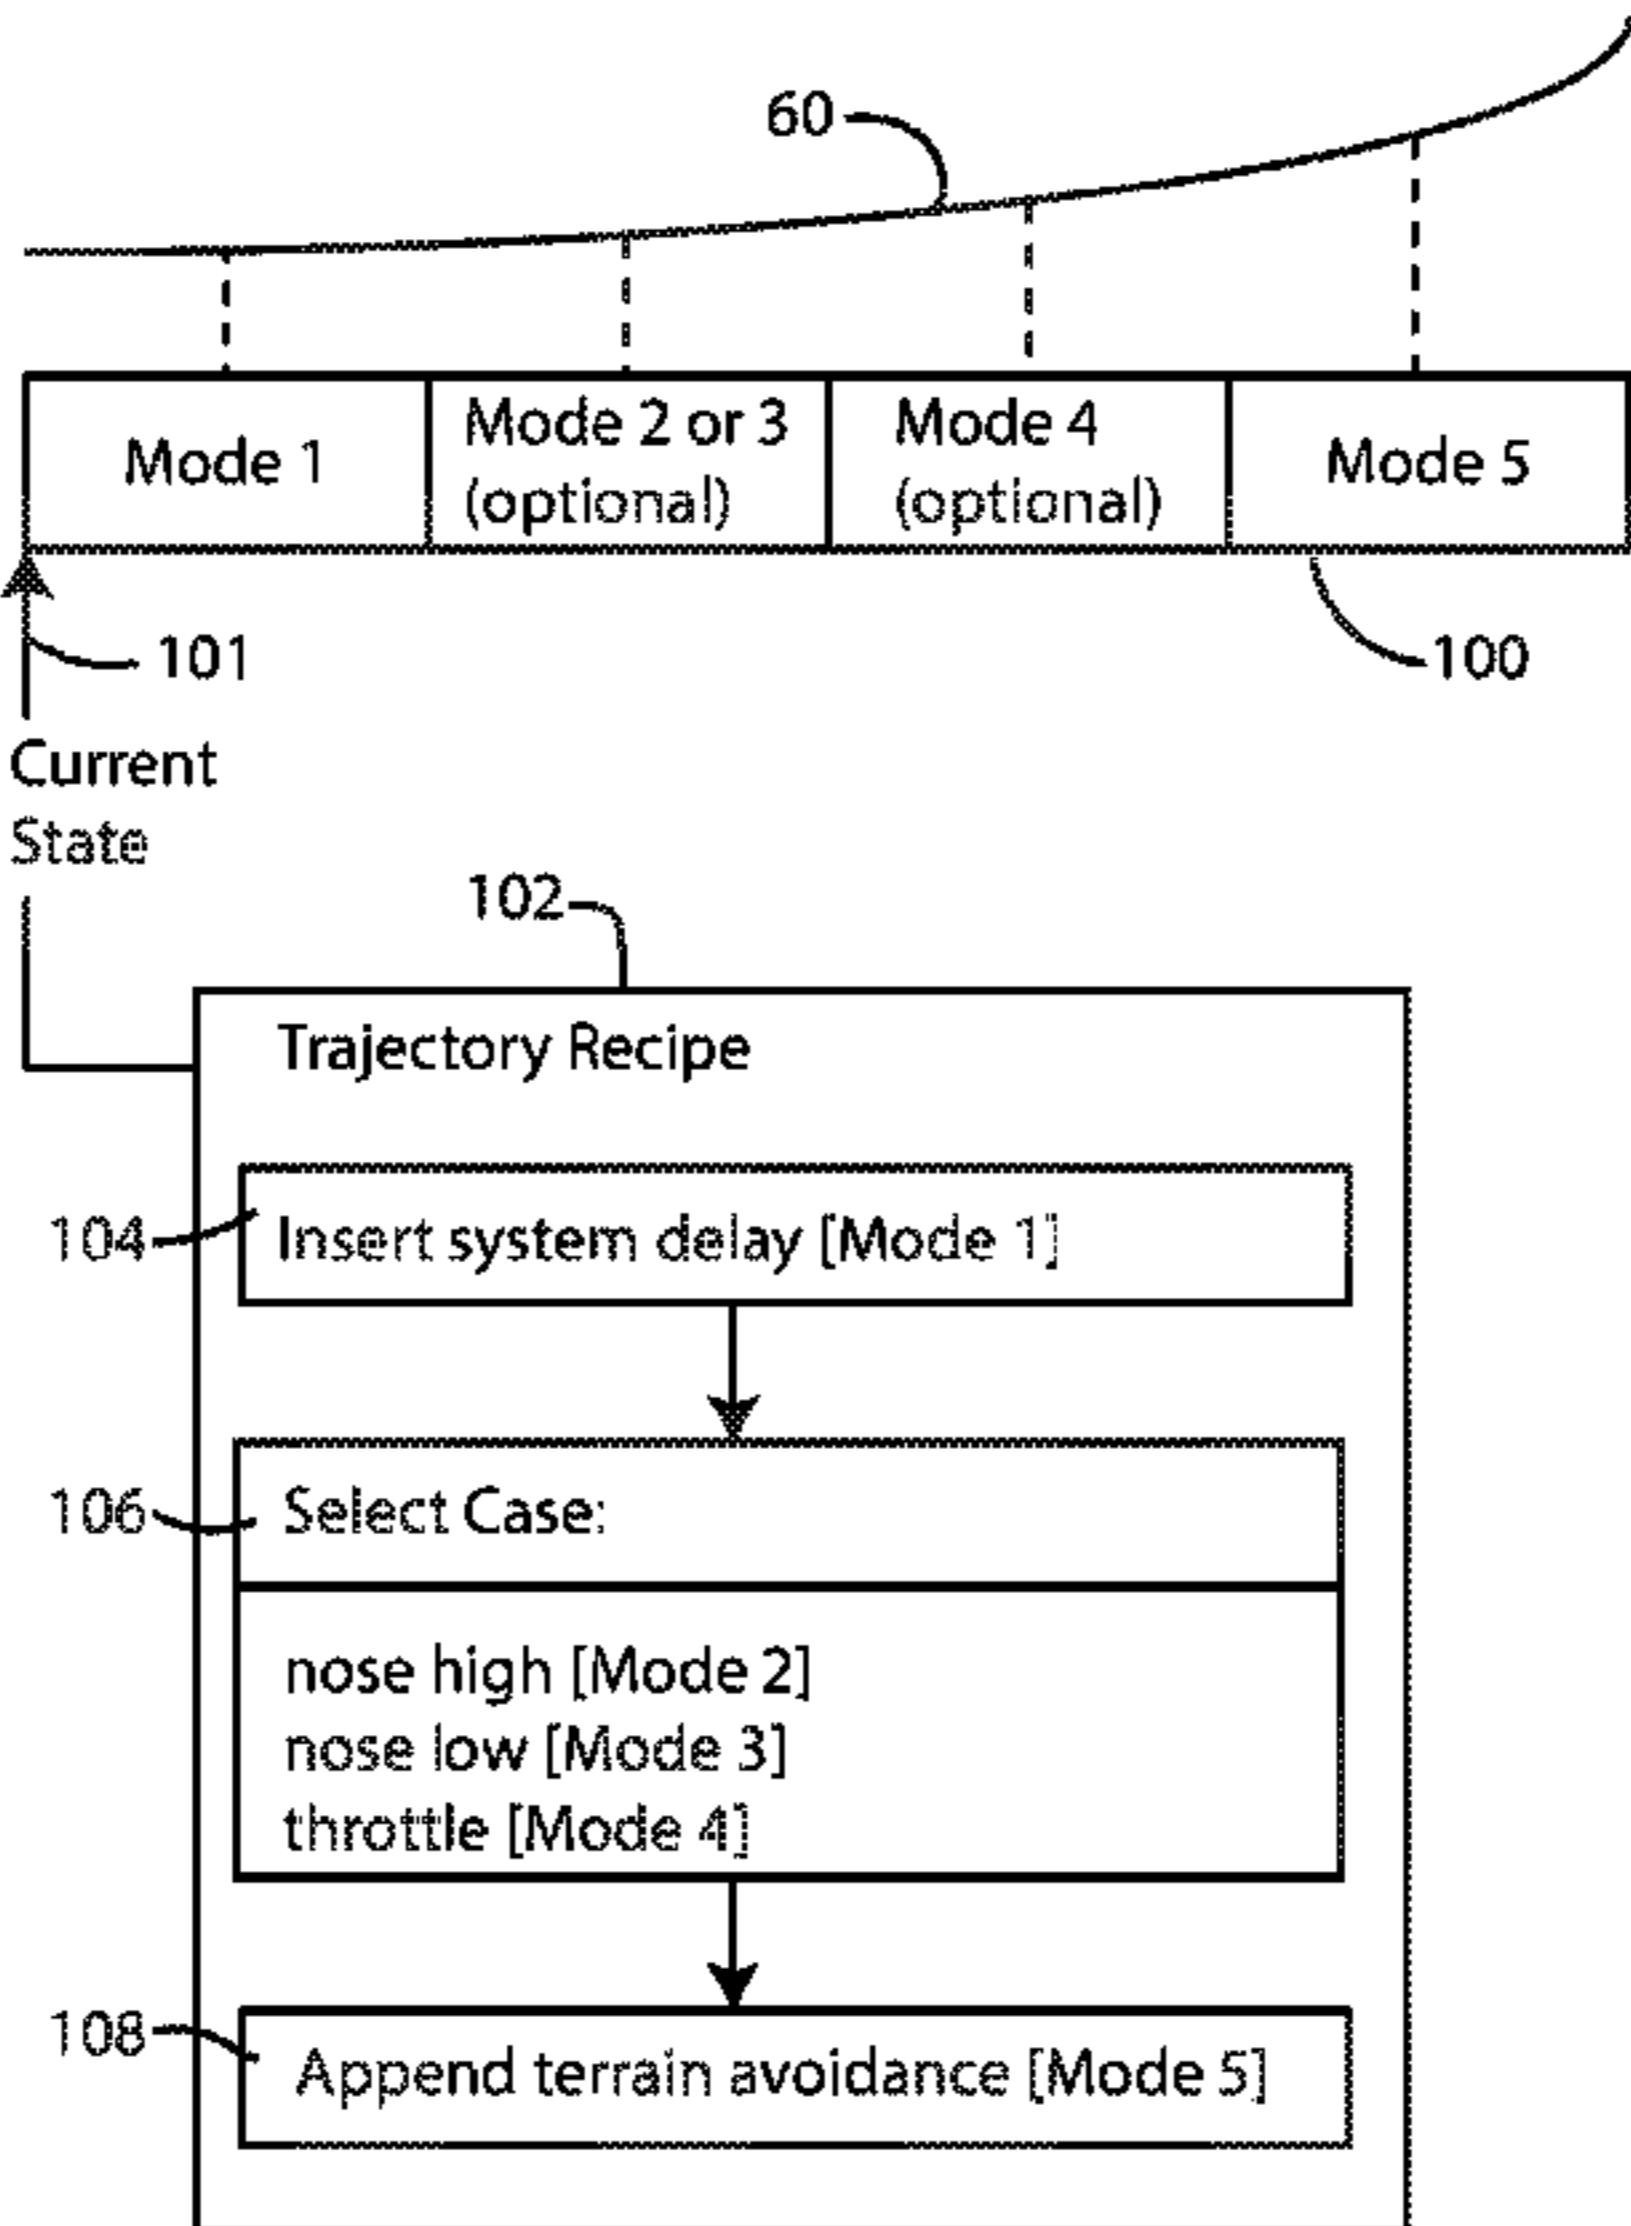 60
Mode 1
Mode 2 or 3
(optional)
Mode 4
(optional)
Mode 5
101
100
Current
State
102
Trajectory Recipe
104
Insert system delay [Mode 1]
106
Select Case:
nose high [Mode 2]
nose low [Mode 3]
throttle [Mode 4]
108
Append terrain avoidance [Mode 5]